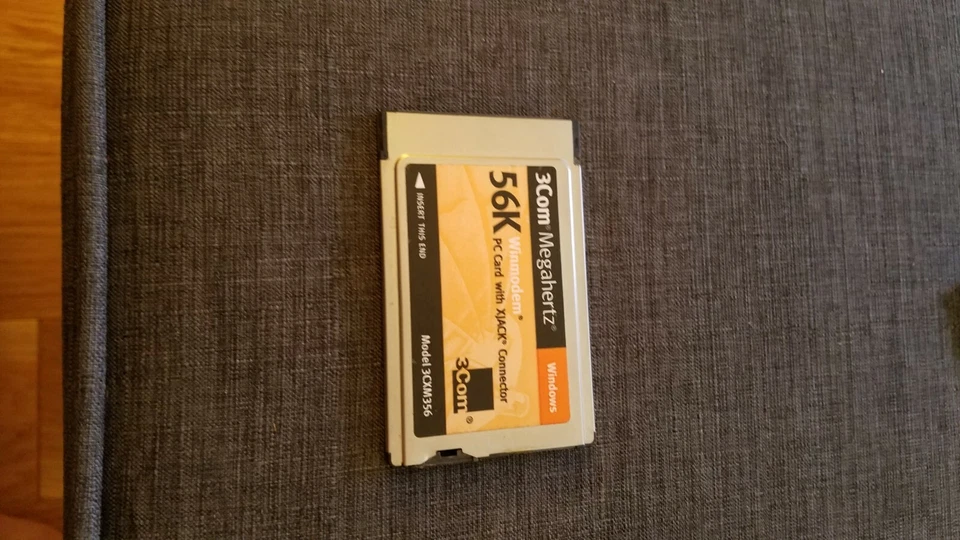 3Com® Megahertz®
Windows
56K Winmodem®
PC Card with XJACK® Connector
3Com®
INSERT THIS END
Model 3CXM356